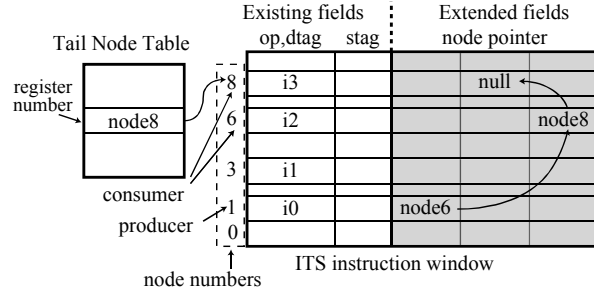 Existing fields
op,dtag stag
Extended fields
node pointer
Tail Node Table
register
number
node8
8
6
3
1
0
i3
i2
i1
i0
null
node8
node6
consumer
producer
node numbers
ITS instruction window